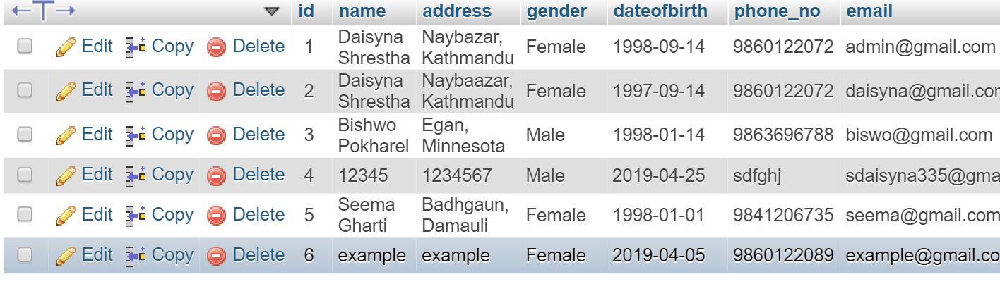 id name address gender dateofbirth phone_no email
Edit Copy Delete 1 Daisyna Shrestha Naybazar, Kathmandu Female 1998-09-14 9860122072 admin@gmail.com
Edit Copy Delete 2 Daisyna Shrestha Naybaazar, Kathmandu Female 1997-09-14 9860122072 daisyna@gmail.cor
Edit Copy Delete 3 Bishwo Pokharel Egan, Minnesota Male 1998-01-14 9863696788 biswo@gmail.com
Edit Copy Delete 4 12345 1234567 Male 2019-04-25 sdfghj sdaisyna335@gma
Edit Copy Delete 5 Seema Gharti Badhgaun, Damauli Female 1998-01-01 9841206735 seema@gmail.com
Edit Copy Delete 6 example example Female 2019-04-05 9860122089 example@gmail.co